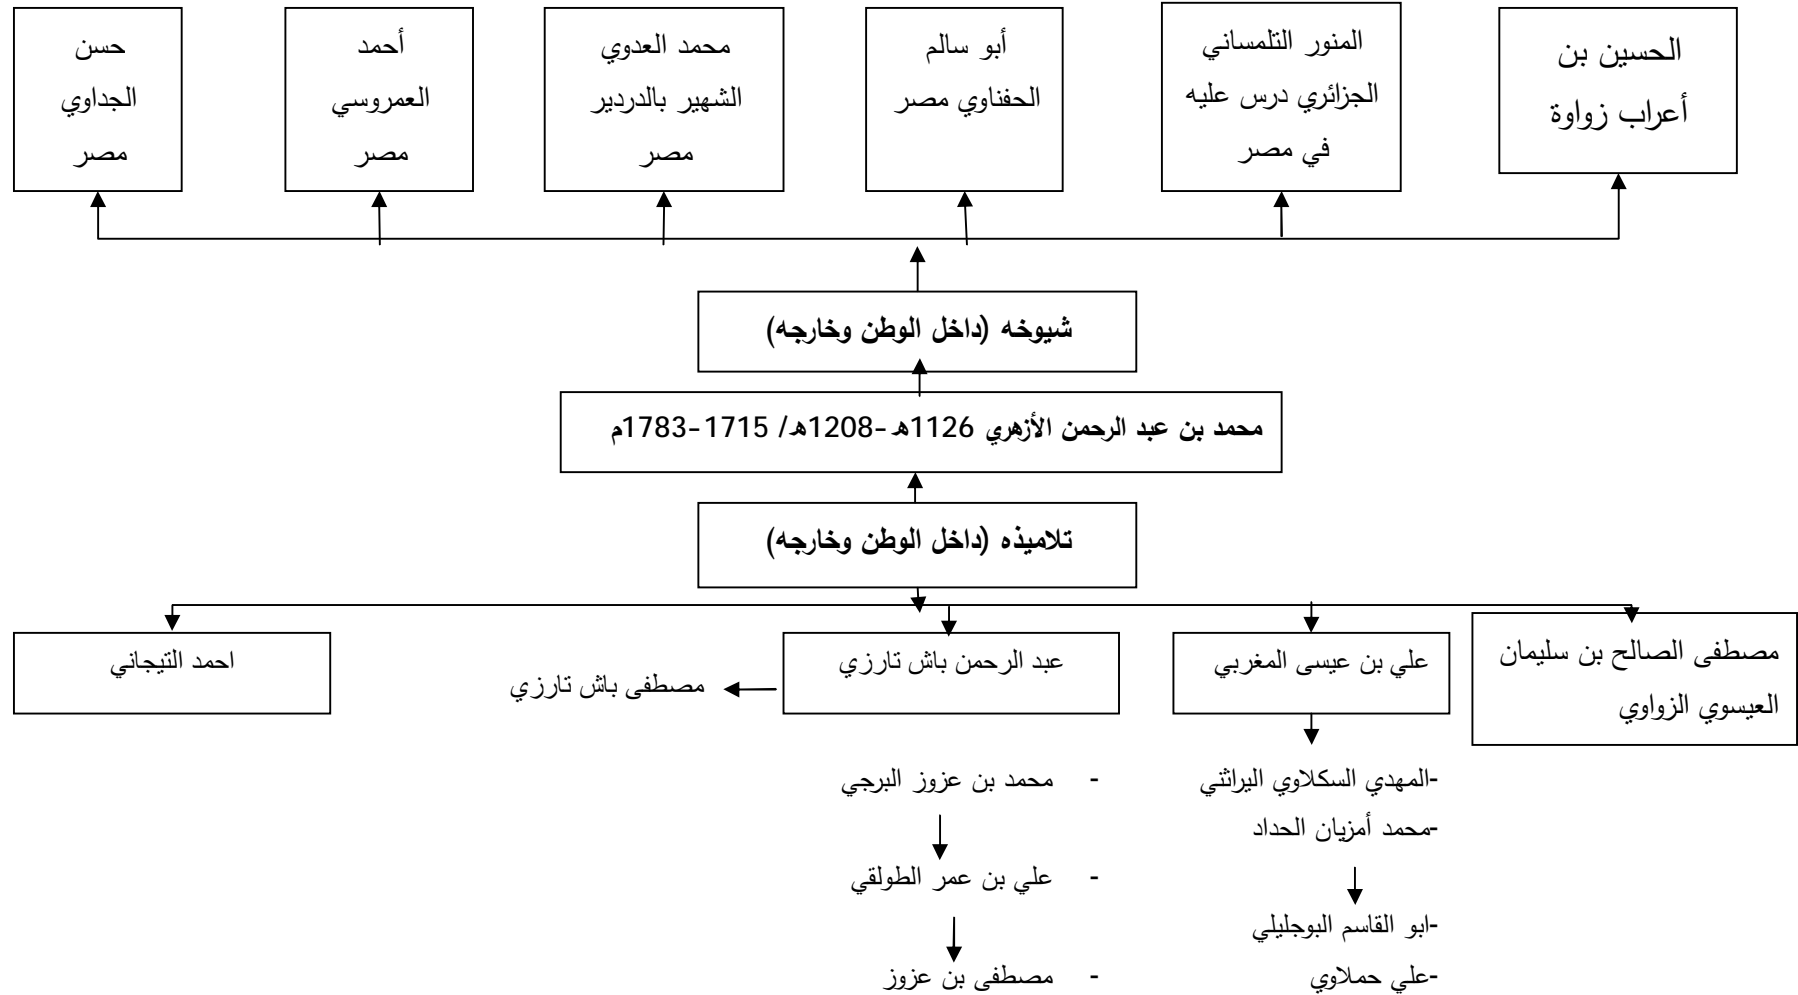 الحسين بن
أعراب زواوة
المنور التلمساني
الجزائري درس عليه
في مصر
أبو سالم
الحفناوي مصر
محمد العدوي
الشهير بالدردير
مصر
أحمد
العمروسي
مصر
حسن
الجداوي
مصر
شيوخه (داخل الوطن وخارجه)
محمد بن عبد الرحمن الأزهري 1126هـ -1208هـ/ 1715-1783م
تلاميذه (داخل الوطن وخارجه)
مصطفى الصالح بن سليمان
العيسوي الزواوي
علي بن عيسى المغربي
عبد الرحمن باش تارزي
مصطفى باش تارزي
احمد التيجاني
-المهدي السكلاوي اليراثتي
-محمد أمزيان الحداد
-ابو القاسم البوجليلي
-علي حملاوي
- محمد بن عزوز البرجي
- علي بن عمر الطولقي
- مصطفى بن عزوز